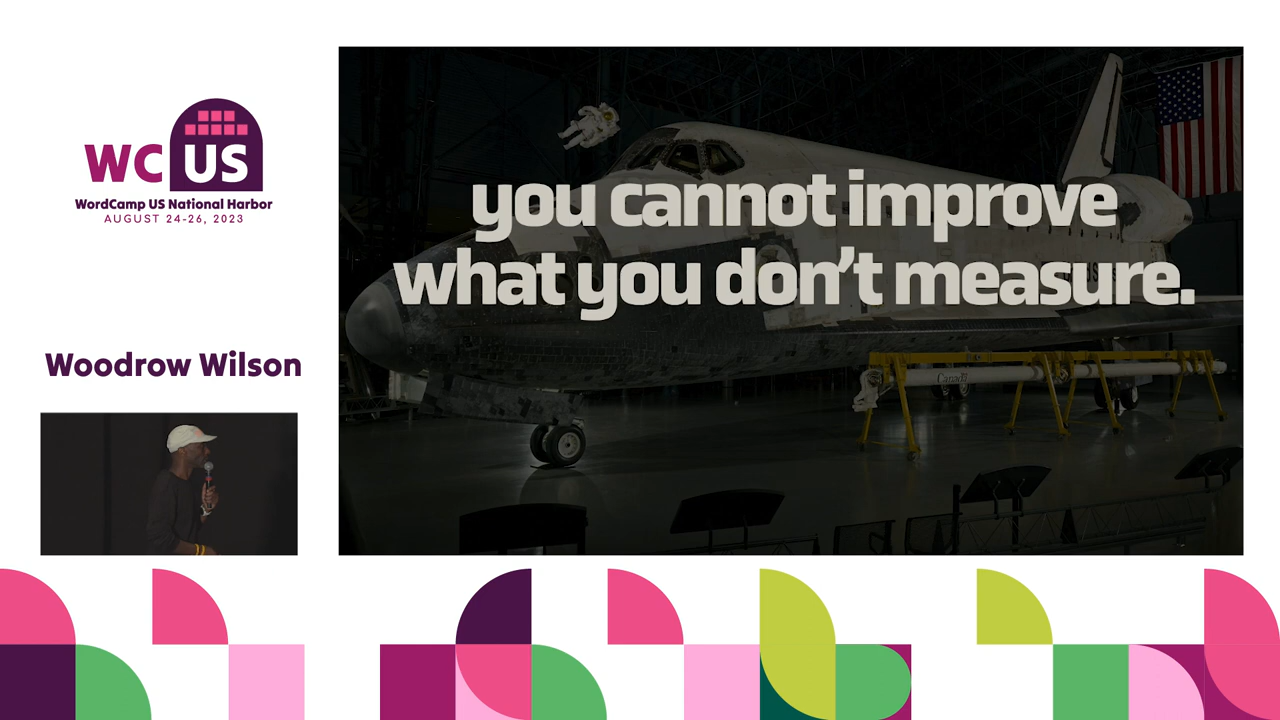 WC US
WordCamp US National Harbor
AUGUST 24-26, 2023
you cannot improve
what you don’t measure.
Canada
Woodrow Wilson